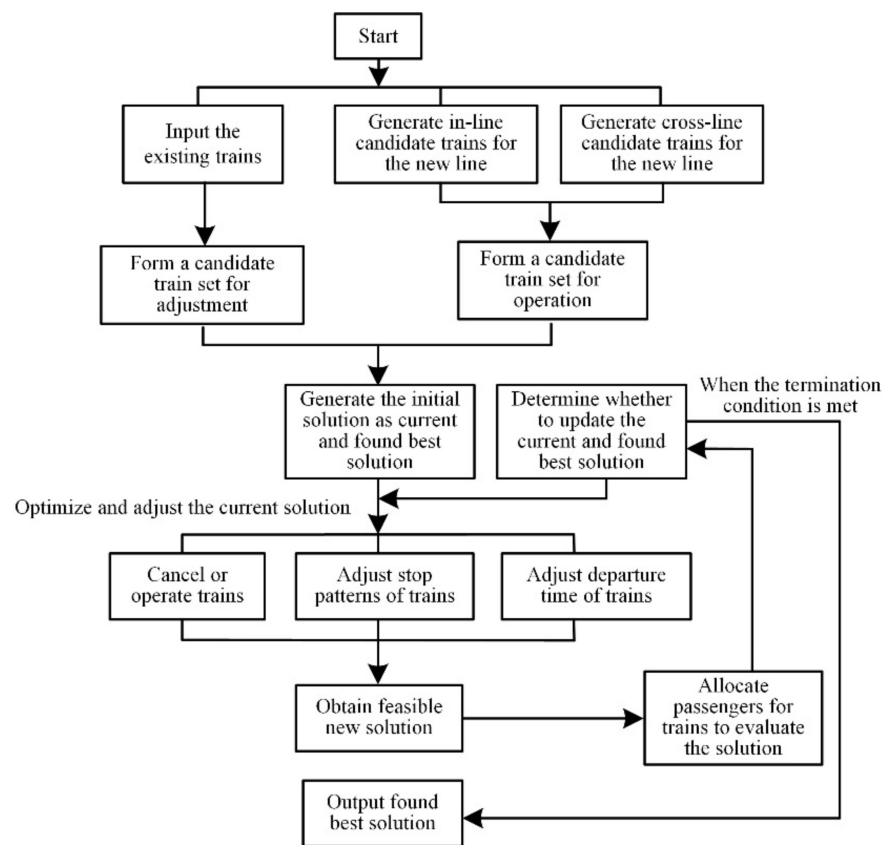 Start
Input the
existing trains
Generate in-line
candidate trains for
the new line
Generate cross-line
candidate trains for
the new line
Form a candidate
train set for
adjustment
Form a candidate
train set for
operation
Generate the initial
solution as current
and found best
solution
Determine whether
to update the
current and found
best solution
When the termination
condition is met
Optimize and adjust the current solution
Cancel or
operate trains
Adjust stop
patterns of trains
Adjust departure
time of trains
Obtain feasible
new solution
Allocate
passengers for
trains to evaluate
the solution
Output found
best solution